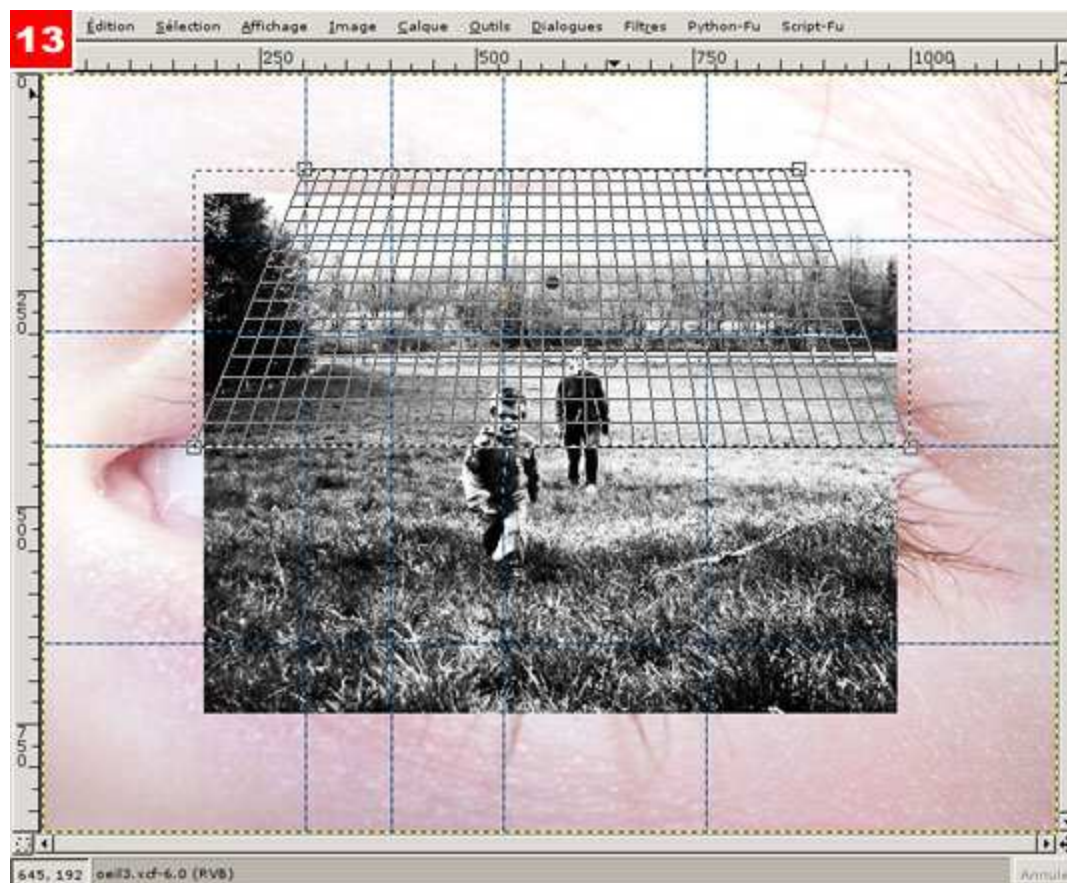 13
Édition Sélection Affichage Image Calque Outils Dialogues Filtres Python-Fu Script-Fu
250 500 750 1000
0
250
500
750
645, 192 oeil3.xcf-6.0 (RVB) Annule